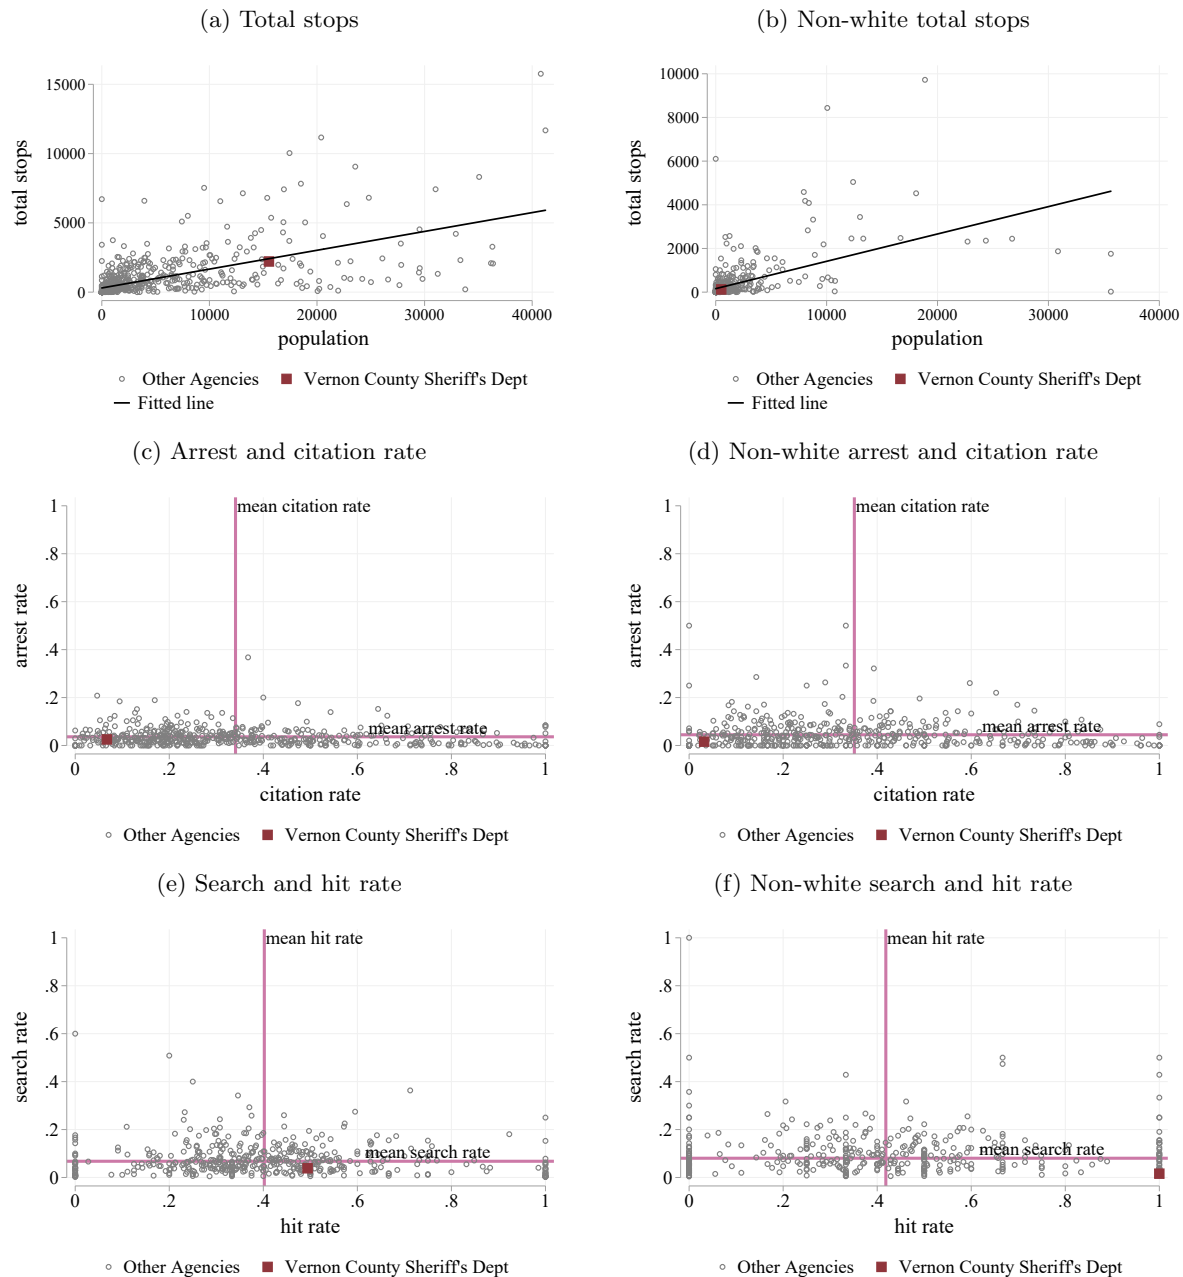 (a) Total stops
(b) Non-white total stops
total stops
15000
10000
5000
0
0
10000
20000
30000
40000
population
Other Agencies
Vernon County Sheriff's Dept
Fitted line
total stops
10000
8000
6000
4000
2000
0
0
10000
20000
30000
40000
population
Other Agencies
Vernon County Sheriff's Dept
Fitted line
(c) Arrest and citation rate
(d) Non-white arrest and citation rate
arrest rate
1
.8
.6
.4
.2
0
mean citation rate
mean arrest rate
0
.2
.4
.6
.8
1
citation rate
Other Agencies
Vernon County Sheriff's Dept
arrest rate
1
.8
.6
.4
.2
0
mean citation rate
mean arrest rate
0
.2
.4
.6
.8
1
citation rate
Other Agencies
Vernon County Sheriff's Dept
(e) Search and hit rate
(f) Non-white search and hit rate
search rate
1
.8
.6
.4
.2
0
mean hit rate
mean search rate
0
.2
.4
.6
.8
1
hit rate
Other Agencies
Vernon County Sheriff's Dept
search rate
1
.8
.6
.4
.2
0
mean hit rate
mean search rate
0
.2
.4
.6
.8
1
hit rate
Other Agencies
Vernon County Sheriff's Dept